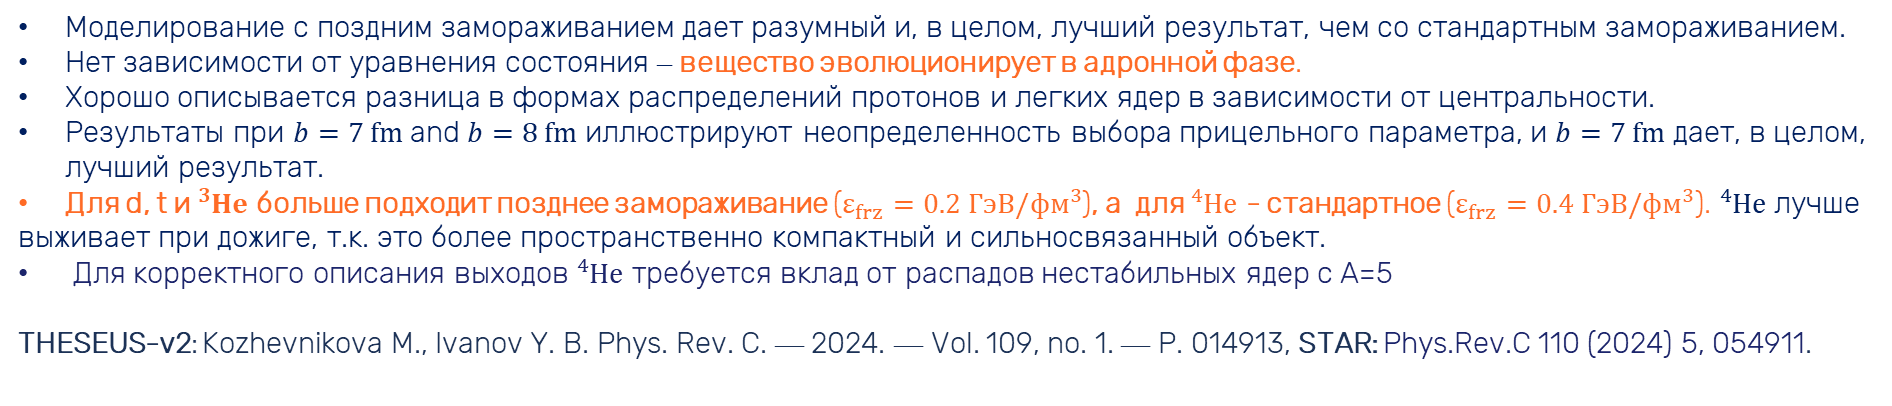 • Моделирование с поздним замораживанием дает разумный и, в целом, лучший результат, чем со стандартным замораживанием.
• Нет зависимости от уравнения состояния – вещество эволюционирует в адронной фазе.
• Хорошо описывается разница в формах распределений протонов и легких ядер в зависимости от центральности.
• Результаты при b = 7 fm and b = 8 fm иллюстрируют неопределенность выбора прицельного параметра, и b = 7 fm дает, в целом,
лучший результат.
• Для d, t и ³He больше подходит позднее замораживание (ε_frz = 0.2 ГэВ/фм³), а для ⁴He – стандартное (ε_frz = 0.4 ГэВ/фм³). ⁴He лучше
выживает при дожиге, т.к. это более пространственно компактный и сильносвязанный объект.
• Для корректного описания выходов ⁴He требуется вклад от распадов нестабильных ядер с A=5
THESEUS-v2: Kozhevnikova M., Ivanov Y. B. Phys. Rev. C. — 2024. — Vol. 109, no. 1. — P. 014913, STAR: Phys.Rev.C 110 (2024) 5, 054911.